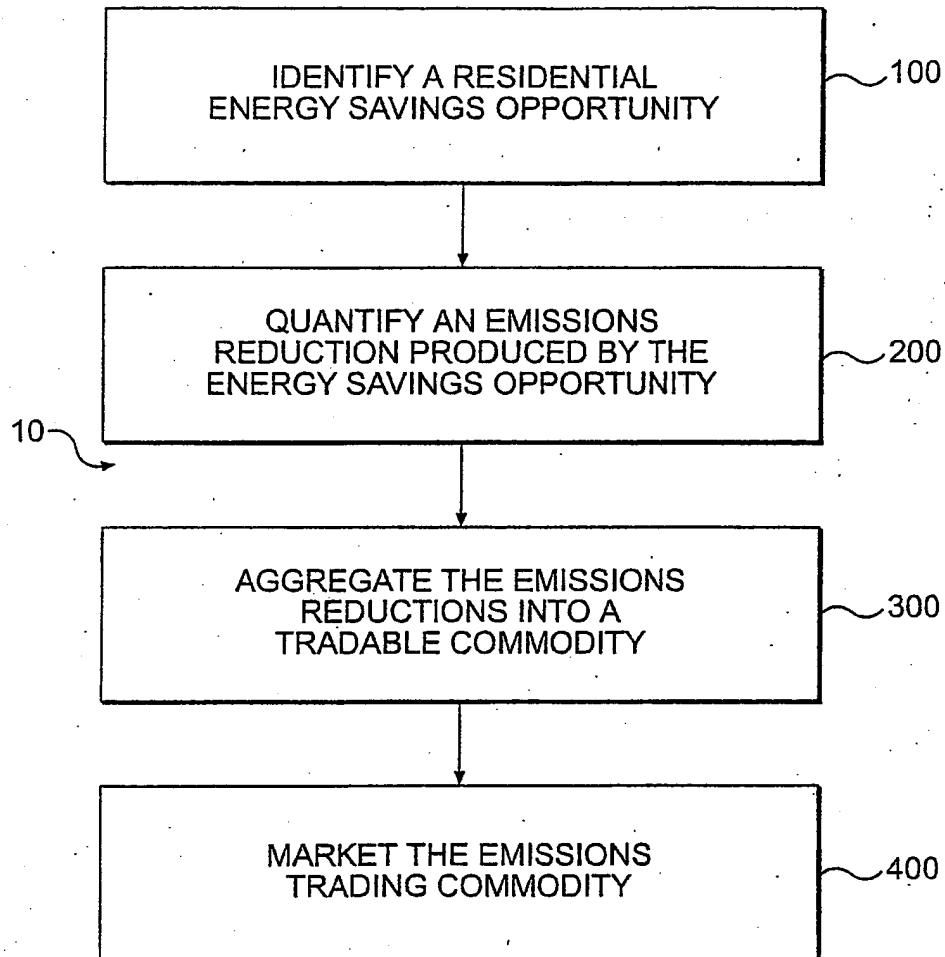 IDENTIFY A RESIDENTIAL
ENERGY SAVINGS OPPORTUNITY
100
QUANTIFY AN EMISSIONS
REDUCTION PRODUCED BY THE
ENERGY SAVINGS OPPORTUNITY
200
10
AGGREGATE THE EMISSIONS
REDUCTIONS INTO A
TRADABLE COMMODITY
300
MARKET THE EMISSIONS
TRADING COMMODITY
400